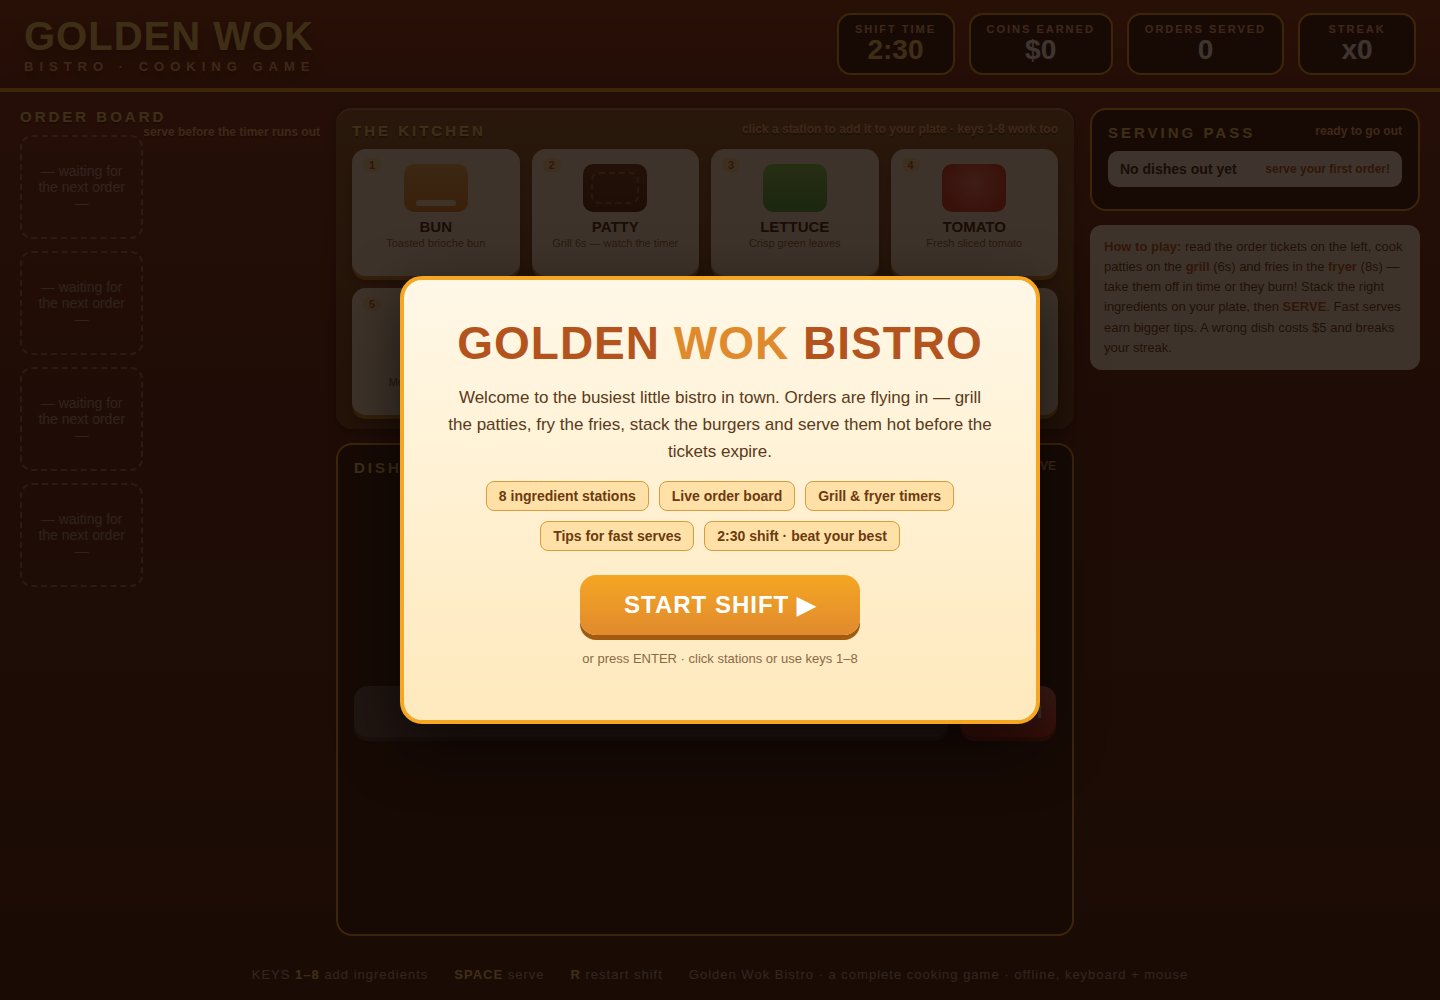 GOLDEN WOK
BISTRO · COOKING GAME
SHIFT TIME
2:30
COINS EARNED
$0
ORDERS SERVED
0
STREAK
x0
ORDER BOARD
serve before the timer runs out
— waiting for
the next order
—
— waiting for
the next order
—
— waiting for
the next order
—
— waiting for
the next order
—
THE KITCHEN
click a station to add it to your plate · keys 1-8 work too
1
BUN
Toasted brioche bun
2
PATTY
Grill 6s — watch the timer
3
LETTUCE
Crisp green leaves
4
TOMATO
Fresh sliced tomato
5
DISH
SERVING PASS
ready to go out
No dishes out yet
serve your first order!
How to play: read the order tickets on the left, cook
patties on the grill (6s) and fries in the fryer (8s) —
take them off in time or they burn! Stack the right
ingredients on your plate, then SERVE. Fast serves
earn bigger tips. A wrong dish costs $5 and breaks
your streak.
GOLDEN WOK BISTRO
Welcome to the busiest little bistro in town. Orders are flying in — grill
the patties, fry the fries, stack the burgers and serve them hot before the
tickets expire.
8 ingredient stations
Live order board
Grill & fryer timers
Tips for fast serves
2:30 shift · beat your best
START SHIFT ▶
or press ENTER · click stations or use keys 1–8
KEYS 1–8 add ingredients
SPACE serve
R restart shift
Golden Wok Bistro · a complete cooking game · offline, keyboard + mouse